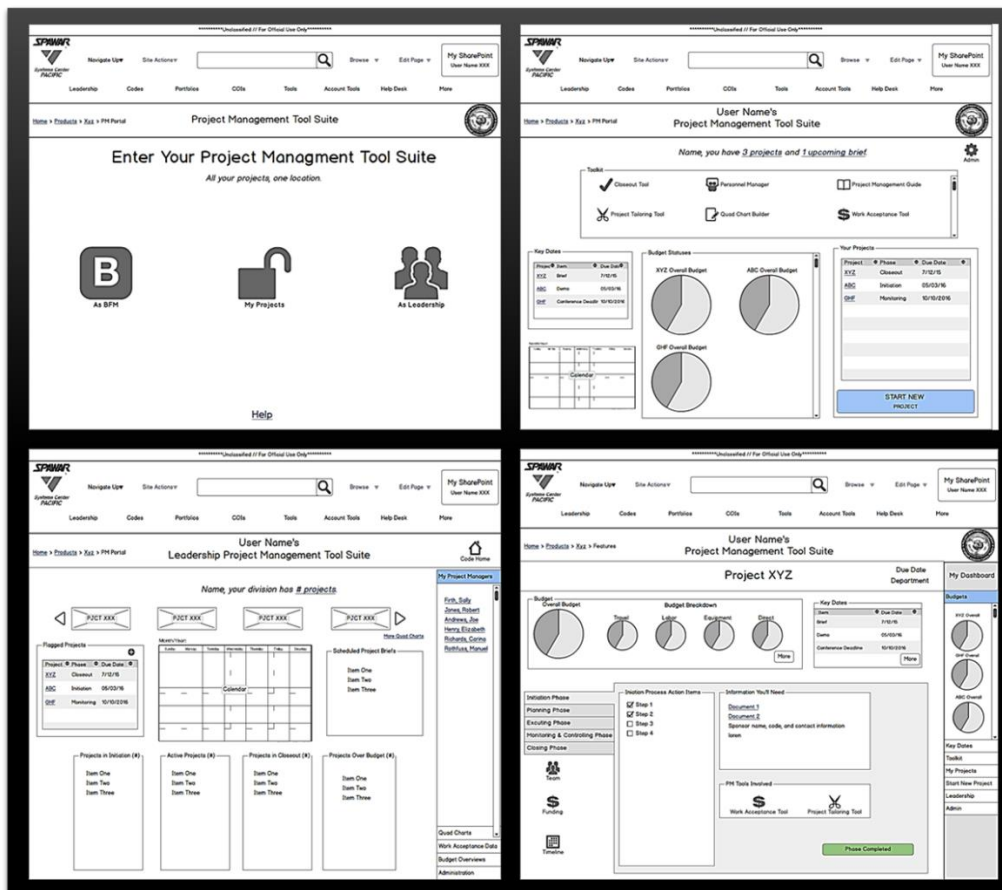 **********Unclassified // For Official Use Only**********
SPAWAR
Systems Center
PACIFIC
Navigate Up▾ Site Actions▾ Browse ▾ Edit Page ▾
My SharePoint
User Name XXX
Leadership Codes Portfolios COIs Tools Account Tools Help Desk More
Home > Products > Xyz > PM Portal
Project Management Tool Suite
Enter Your Project Managment Tool Suite
All your projects, one location.
B
As BFM
My Projects
As Leadership
Help
**********Unclassified // For Official Use Only**********
SPAWAR
Systems Center
PACIFIC
Navigate Up▾ Site Actions▾ Browse ▾ Edit Page ▾
My SharePoint
User Name XXX
Leadership Codes Portfolios COIs Tools Account Tools Help Desk More
Home > Products > Xyz > PM Portal
User Name's
Project Management Tool Suite
Name, you have 3 projects and 1 upcoming brief.
Admin
Toolkit
Closeout Tool Personnel Manager Project Management Guide
Project Tailoring Tool Quad Chart Builder Work Acceptance Tool
Key Dates
Project Item Due Date
XYZ Brief 7/12/15
ABC Demo 05/03/16
GHF Conference Deadlir 10/10/2016
Calendar
Budget Statuses
XYZ Overall Budget ABC Overall Budget
GHF Overall Budget
Your Projects
Project Phase Due Date
XYZ Closeout 7/12/15
ABC Initiation 05/03/16
GHF Monitoring 10/10/2016
START NEW
PROJECT
**********Unclassified // For Official Use Only**********
SPAWAR
Systems Center
PACIFIC
Navigate Up▾ Site Actions▾ Browse ▾ Edit Page ▾
My SharePoint
User Name XXX
Leadership Codes Portfolios COIs Tools Account Tools Help Desk More
Home > Products > Xyz > PM Portal
User Name's
Leadership Project Management Tool Suite
Code Home
Name, your division has # projects.
PJCT XXX PJCT XXX PJCT XXX PJCT XXX
More Quad Charts
Flagged Projects
Project Phase Due Date
XYZ Closeout 7/12/15
ABC Initiation 05/03/16
GHF Monitoring 10/10/2016
Month/Year:
Sunday Monday Tuesday Wednesday Thursday Friday Saturday
Calendar
Scheduled Project Briefs
Item One
Item Two
Item Three
Projects in Initiation (#)
Item One
Item Two
Item Three
Active Projects (#)
Item One
Item Two
Item Three
Projects in Closeout (#)
Item One
Item Two
Item Three
Projects Over Budget (#)
Item One
Item Two
Item Three
My Project Managers
Firth, Sally
Jones, Robert
Andrews, Joe
Henry, Elizabeth
Richards, Carina
Rothfuss, Manuel
Quad Charts
Work Acceptance Data
Budget Overviews
Administration
**********Unclassified // For Official Use Only**********
SPAWAR
Systems Center
PACIFIC
Navigate Up▾ Site Actions▾ Browse ▾ Edit Page ▾
My SharePoint
User Name XXX
Leadership Codes Portfolios COIs Tools Account Tools Help Desk More
Home > Products > Xyz > Features
User Name's
Project Management Tool Suite
Project XYZ
Due Date
Department
Budget
Overall Budget
Budget Breakdown
Travel Labor Equipment Direct
More
Key Dates
Item Due Date
Brief 7/12/15
Demo 05/03/16
Conference Deadline 10/10/2016
More
Initiation Phase
Planning Phase
Excuting Phase
Monitoring & Controlling Phase
Closing Phase
Team
Funding
Timeline
Iniation Process Action Items
Step 1
Step 2
Step 3
Step 4
Information You'll Need
Document 1
Document 2
Sponsor name, code, and contact information
PM Tools Involved
Work Acceptance Tool Project Tailoring Tool
Phase Completed
My Dashboard
Budgets
XYZ Overall
GHF Overall
ABC Overall
Key Dates
Toolkit
My Projects
Start New Project
Leadership
Admin